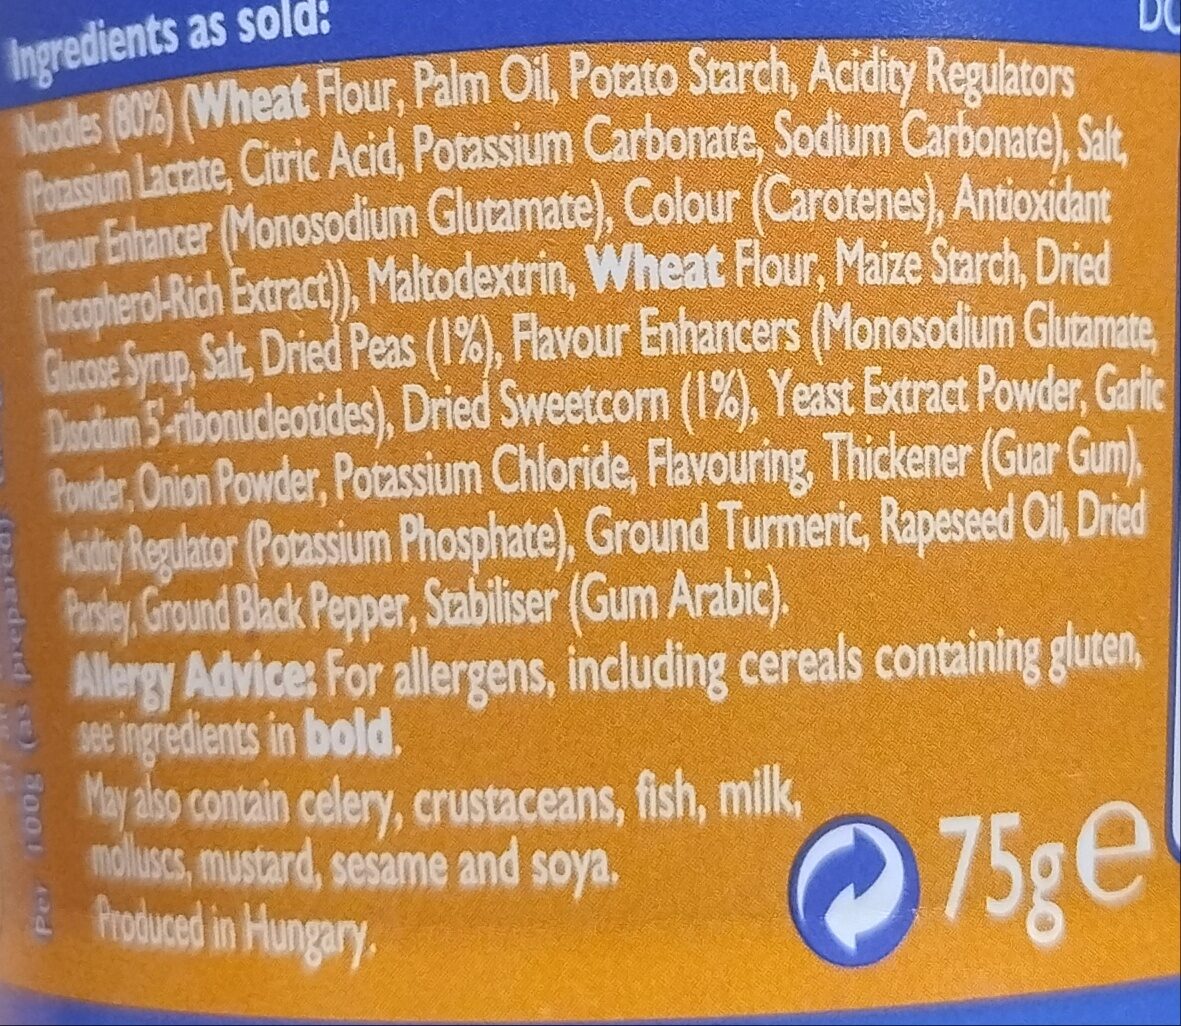 Ingredients as sold:
Noodles (80%) (Wheat Flour, Palm Oil, Potato Starch, Acidity Regulators
(Potassium Lactate, Citric Acid, Potassium Carbonate, Sodium Carbonate), Salt,
Flavour Enhancer (Monosodium Glutamate), Colour (Carotenes), Antioxidant
(Tocopherol-Rich Extract)), Maltodextrin, Wheat Flour, Maize Starch, Dried
Glucose Syrup, Salt, Dried Peas (1%), Flavour Enhancers (Monosodium Glutamate,
Disodium 5'-ribonucleotides), Dried Sweetcorn (1%), Yeast Extract Powder, Garlic
Powder, Onion Powder, Potassium Chloride, Flavouring, Thickener (Guar Gum),
Acidity Regulator (Potassium Phosphate), Ground Turmeric, Rapeseed Oil, Dried
Parsley, Ground Black Pepper, Stabiliser (Gum Arabic).
Allergy Advice: For allergens, including cereals containing gluten,
see ingredients in bold.
May also contain celery, crustaceans, fish, milk,
molluscs, mustard, sesame and soya.
Produced in Hungary.
75g e
Per 100g (as prepared)